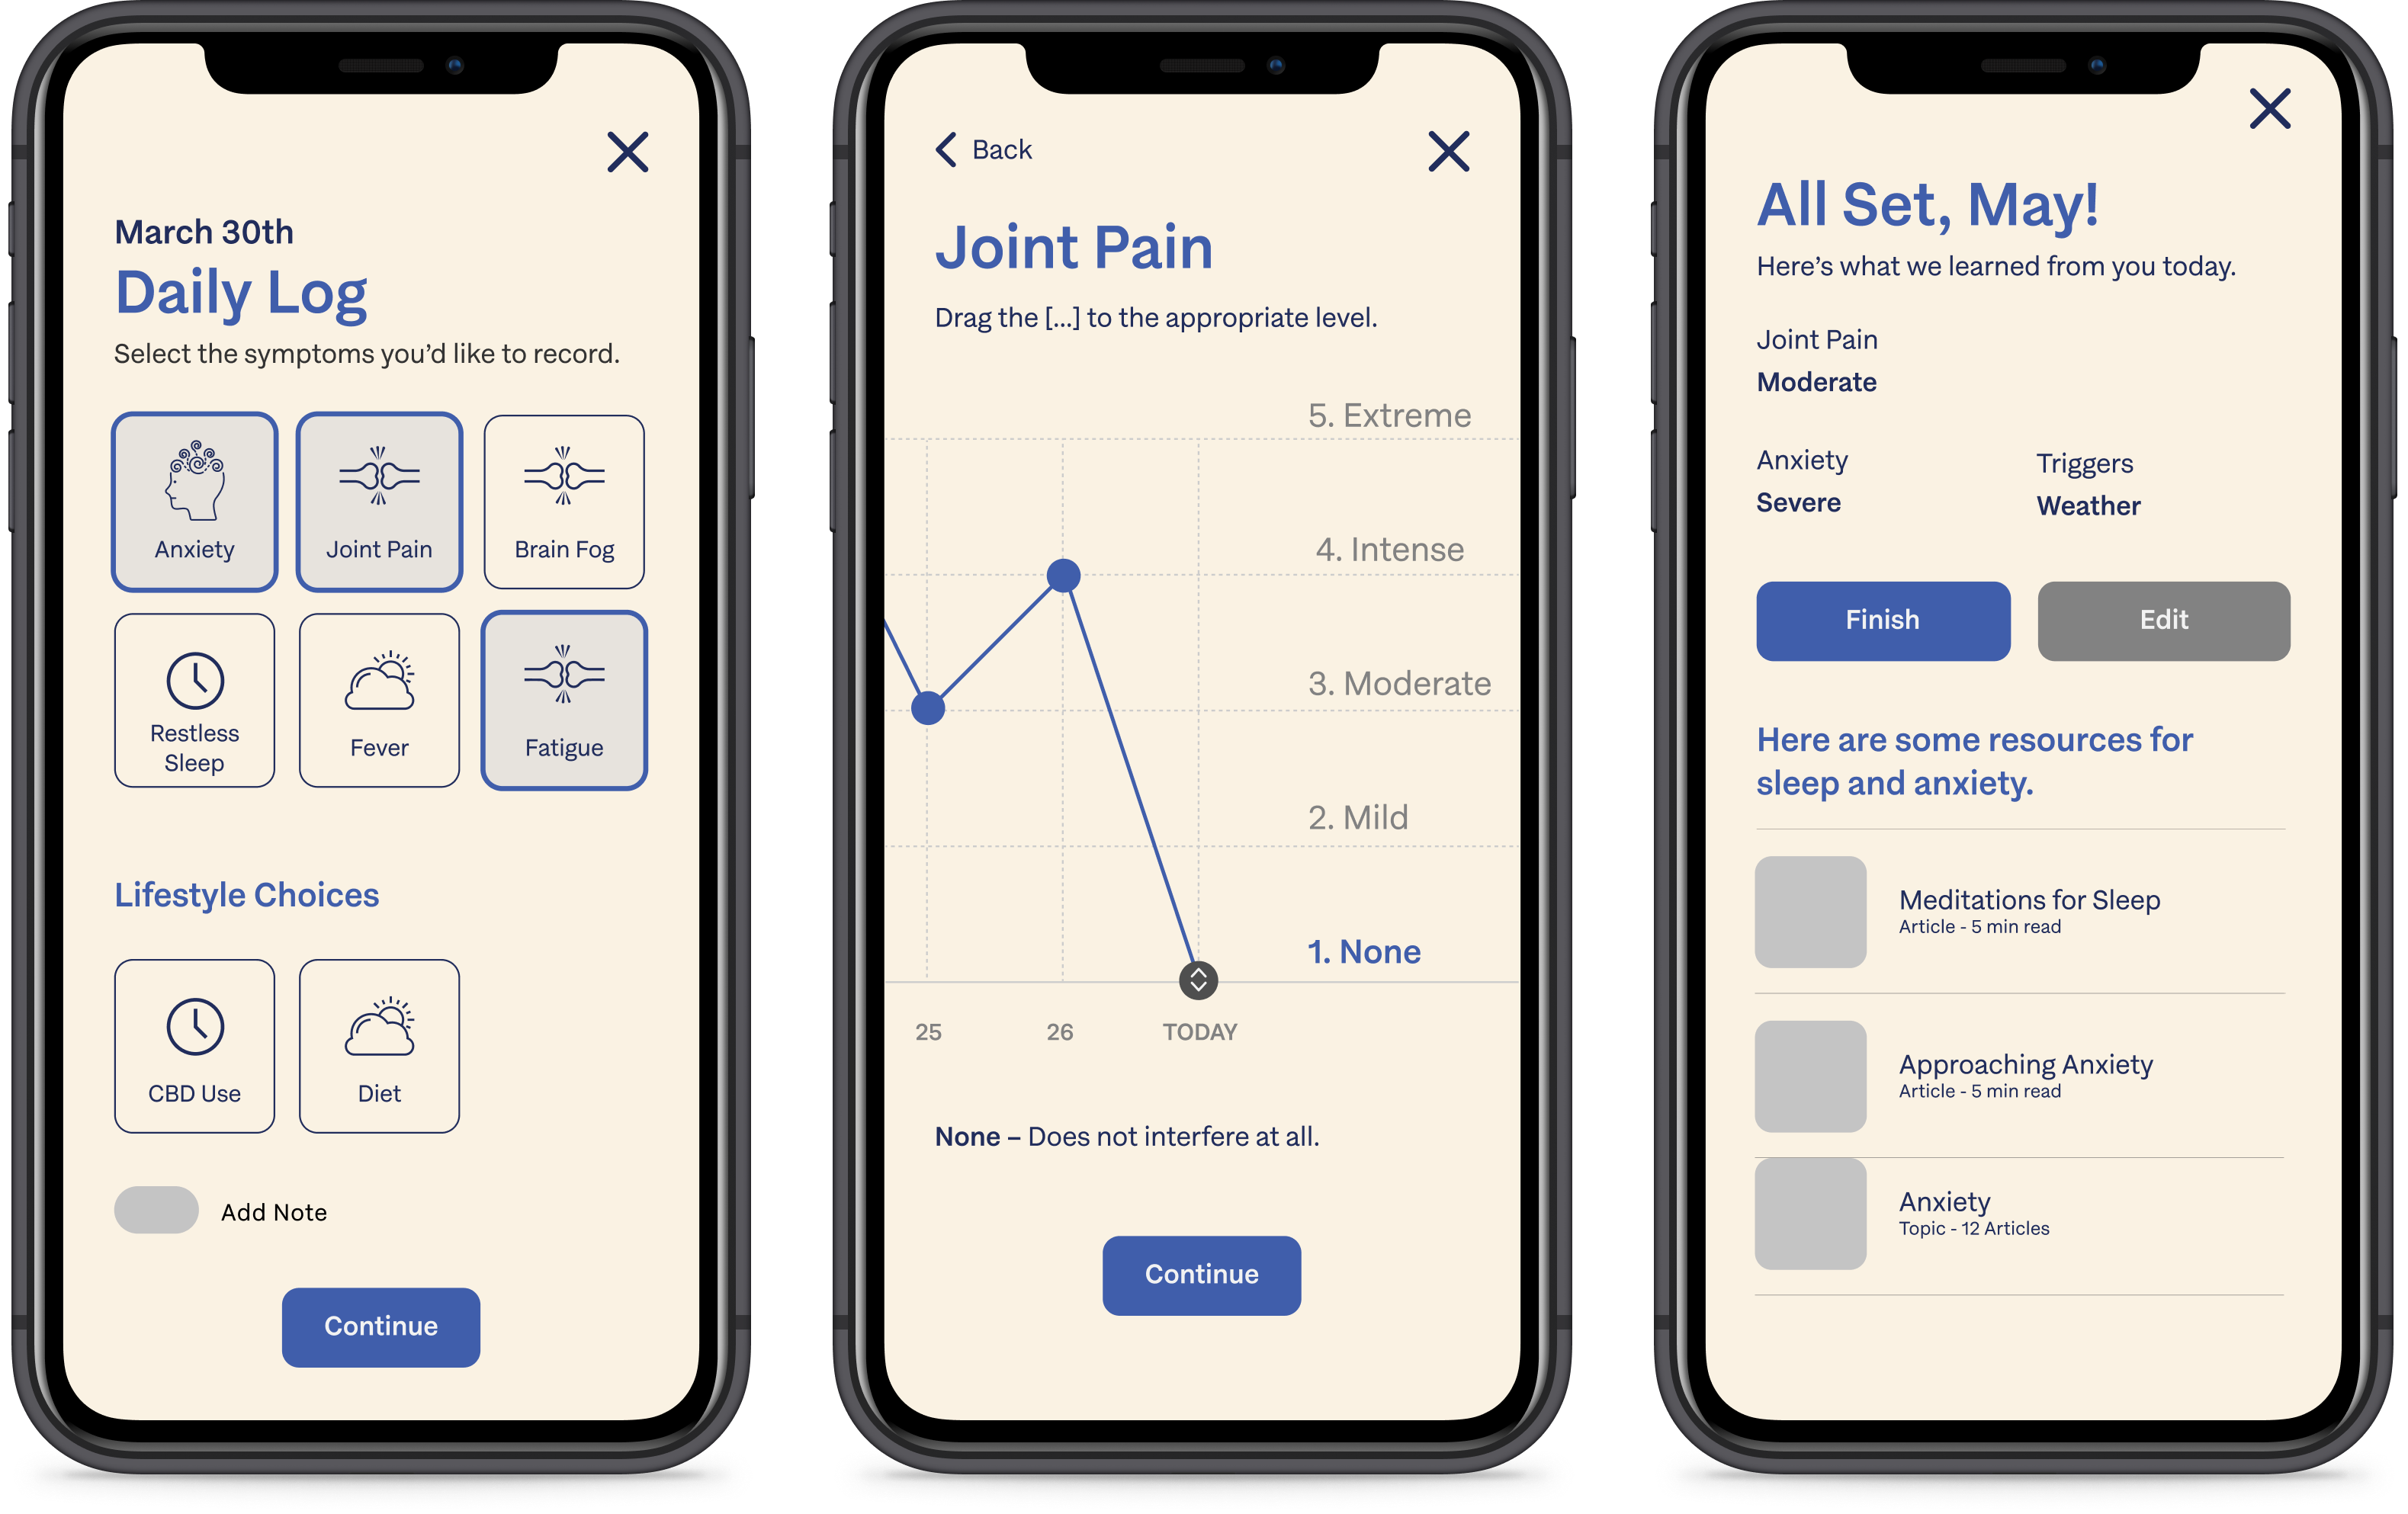 March 30th
Daily Log
Select the symptoms you’d like to record.
Anxiety
Joint Pain
Brain Fog
Restless
Sleep
Fever
Fatigue
Lifestyle Choices
CBD Use
Diet
Add Note
Continue
Back
Joint Pain
Drag the [...] to the appropriate level.
5. Extreme
4. Intense
3. Moderate
2. Mild
1. None
25
26
TODAY
None – Does not interfere at all.
Continue
All Set, May!
Here’s what we learned from you today.
Joint Pain
Moderate
Anxiety
Severe
Triggers
Weather
Finish
Edit
Here are some resources for
sleep and anxiety.
Meditations for Sleep
Article - 5 min read
Approaching Anxiety
Article - 5 min read
Anxiety
Topic - 12 Articles